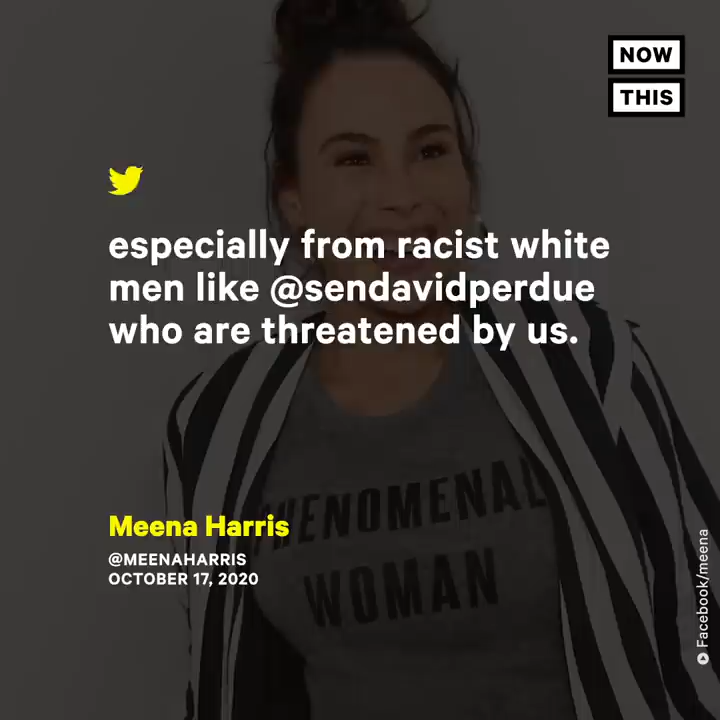 NOW
THIS
especially from racist white
men like @sendavidperdue
who are threatened by us.
PHENOMENAL
WOMAN
Meena Harris
@MEENAHARRIS
OCTOBER 17, 2020
Facebook/meena